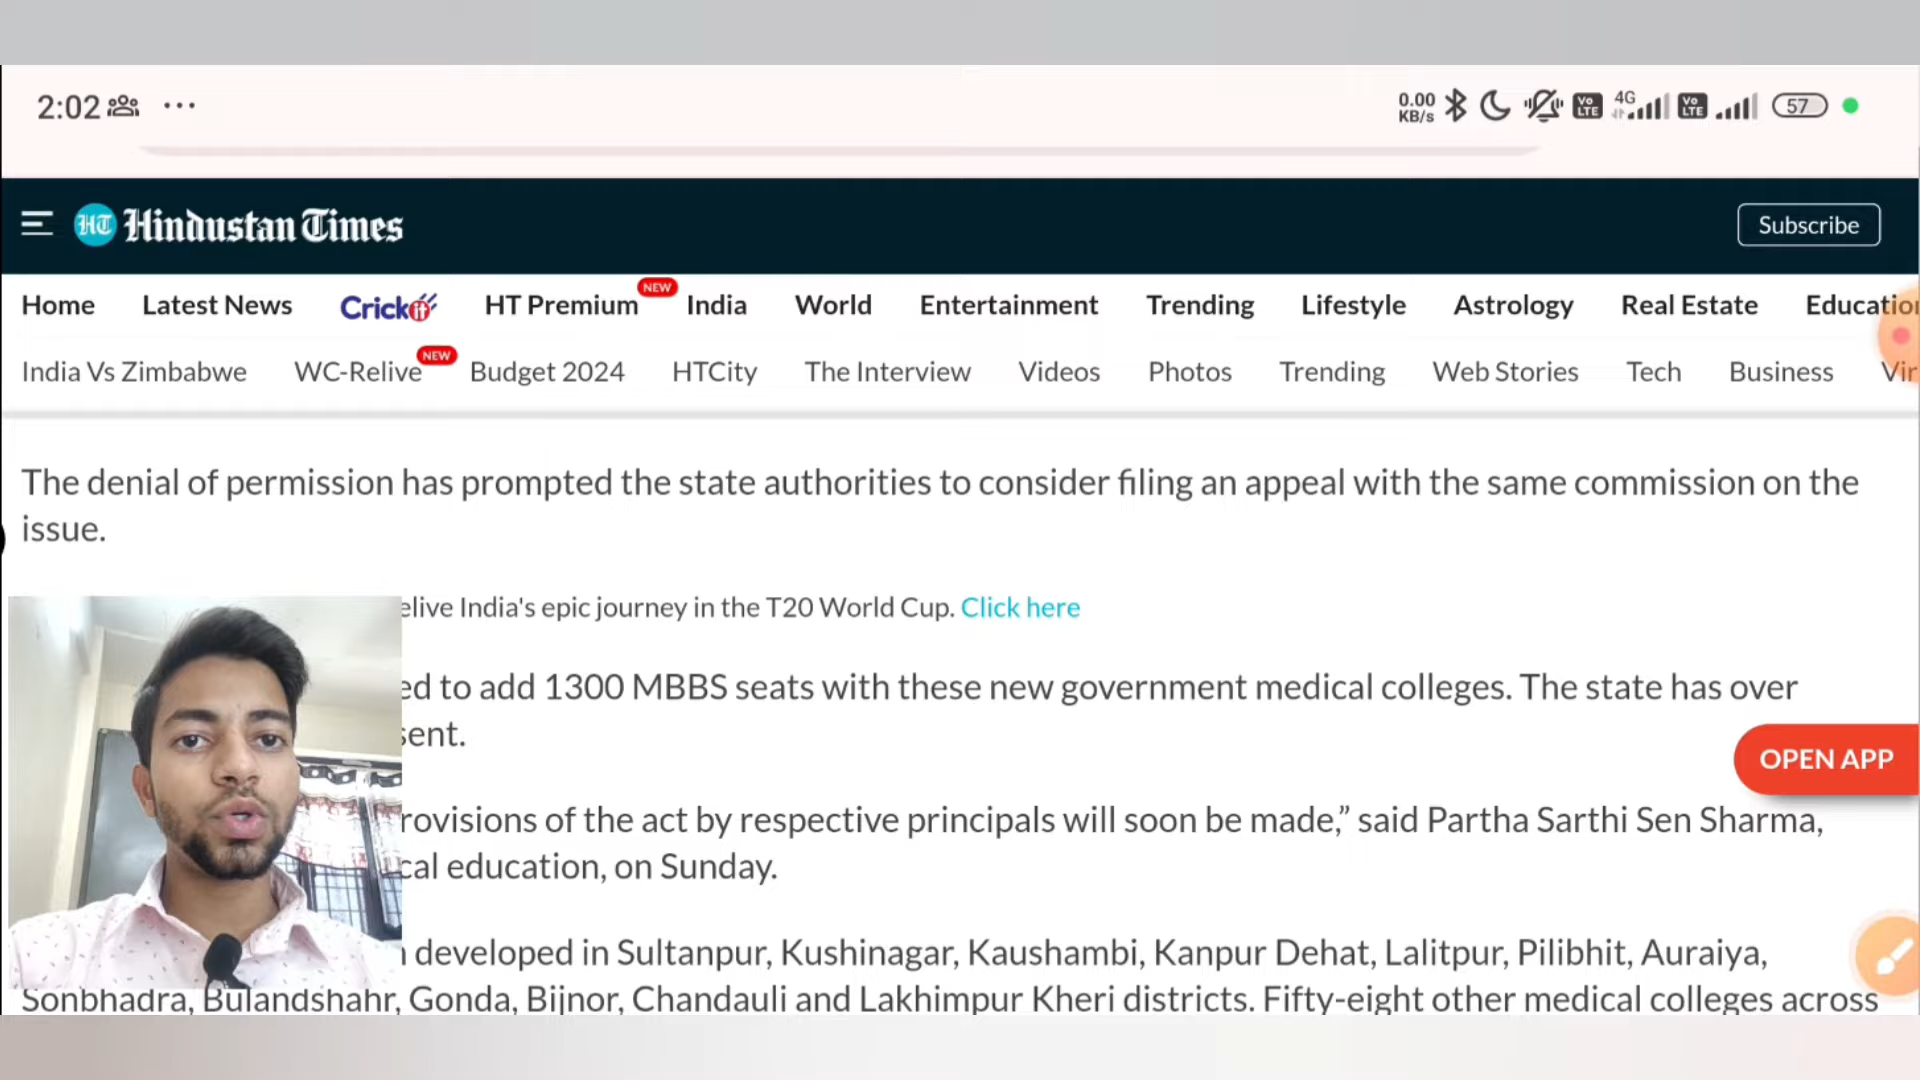 2:02
0.00 KB/s Vo LTE 4G Vo LTE 57
HT Hindustan Times
Subscribe
Home Latest News Crickit HT Premium NEW India World Entertainment Trending Lifestyle Astrology Real Estate Educatio
India Vs Zimbabwe WC-Relive NEW Budget 2024 HTCity The Interview Videos Photos Trending Web Stories Tech Business Vir
The denial of permission has prompted the state authorities to consider filing an appeal with the same commission on the
issue.
elive India's epic journey in the T20 World Cup. Click here
ed to add 1300 MBBS seats with these new government medical colleges. The state has over
sent.
OPEN APP
rovisions of the act by respective principals will soon be made,” said Partha Sarthi Sen Sharma,
cal education, on Sunday.
developed in Sultanpur, Kushinagar, Kaushambi, Kanpur Dehat, Lalitpur, Pilibhit, Auraiya,
Sonbhadra, Bulandshahr, Gonda, Bijnor, Chandauli and Lakhimpur Kheri districts. Fifty-eight other medical colleges across